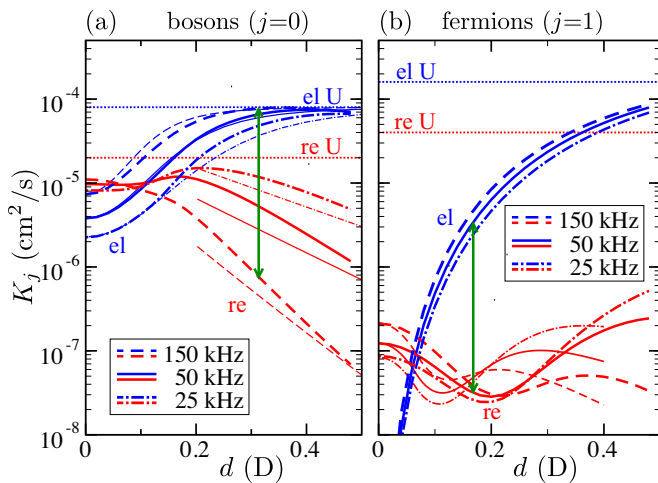 (a) bosons (j=0)
(b) fermions (j=1)
K_j (cm²/s)
10⁻⁴
10⁻⁵
10⁻⁶
10⁻⁷
10⁻⁸
el U
re U
el
re
150 kHz
50 kHz
25 kHz
0 0.2 0.4
d (D)
el U
re U
el
re
150 kHz
50 kHz
25 kHz
0 0.2 0.4
d (D)